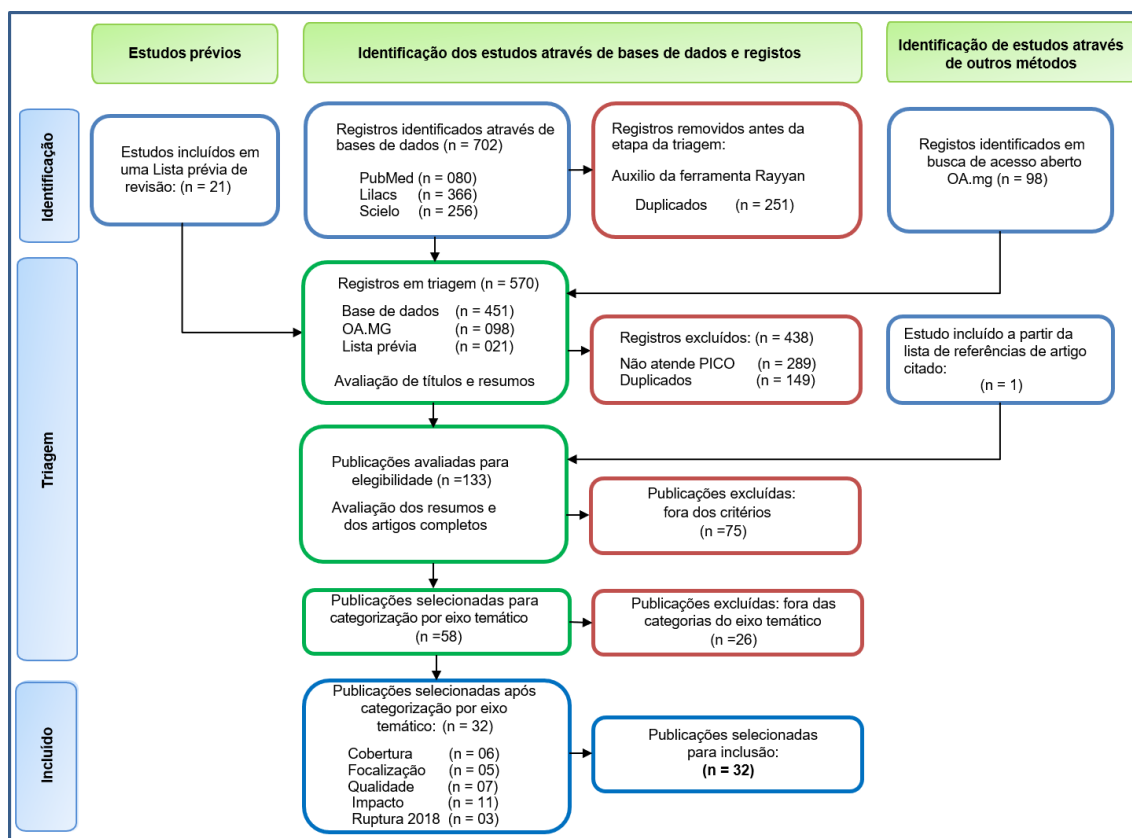 Estudos prévios
Identificação dos estudos através de bases de dados e registos
Identificação de estudos através
de outros métodos
Identificação
Estudos incluídos em
uma Lista prévia de
revisão: (n = 21)
Registros identificados através de
bases de dados (n = 702)
PubMed (n = 080)
Lilacs (n = 366)
Scielo (n = 256)
Registros removidos antes da
etapa da triagem:
Auxilio da ferramenta Rayyan
Duplicados (n = 251)
Registos identificados em
busca de acesso aberto
OA.mg (n = 98)
Triagem
Registros em triagem (n = 570)
Base de dados (n = 451)
OA.MG (n = 098)
Lista prévia (n = 021)
Avaliação de títulos e resumos
Registros excluídos: (n = 438)
Não atende PICO (n = 289)
Duplicados (n = 149)
Estudo incluído a partir da
lista de referências de artigo
citado:
(n = 1)
Publicações avaliadas para
elegibilidade (n =133)
Avaliação dos resumos e
dos artigos completos
Publicações excluídas:
fora dos critérios
(n =75)
Publicações selecionadas para
categorização por eixo temático
(n =58)
Publicações excluídas: fora das
categorias do eixo temático
(n =26)
Incluído
Publicações selecionadas após
categorização por eixo
temático: (n = 32)
Cobertura (n = 06)
Focalização (n = 05)
Qualidade (n = 07)
Impacto (n = 11)
Ruptura 2018 (n = 03)
Publicações selecionadas
para inclusão:
(n = 32)